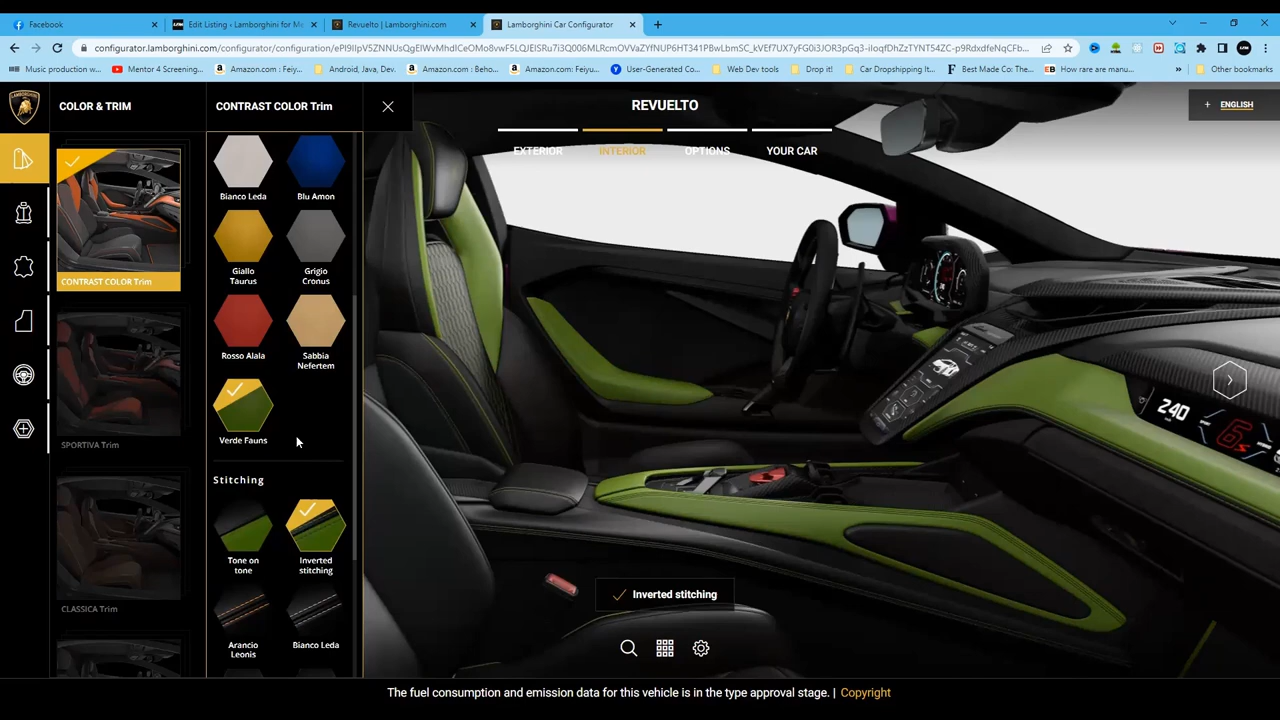 Facebook
Edit Listing ‹ Lamborghini for Me
Revuelto | Lamborghini.com
Lamborghini Car Configurator
Music production w...
Mentor 4 Screening...
Amazon.com : Feiyu...
Android, Java, Dev...
Amazon.com : Beho...
Amazon.com: Feiyu...
User-Generated Co...
Web Dev tools
Drop it!
Car Dropshipping It...
Best Made Co: The...
How rare are manu...
Other bookmarks
COLOR & TRIM
CONTRAST COLOR Trim
REVUELTO
ENGLISH
EXTERIOR
INTERIOR
OPTIONS
YOUR CAR
Bianco Leda
Blu Amon
Giallo
Taurus
Grigio
Cronus
CONTRAST COLOR Trim
Rosso Alala
Sabbia
Nefertem
240
6
SPORTIVA Trim
Verde Fauns
Stitching
Tone on
tone
Inverted
stitching
CLASSICA Trim
Inverted stitching
Arancio
Leonis
Bianco Leda
The fuel consumption and emission data for this vehicle is in the type approval stage. | Copyright